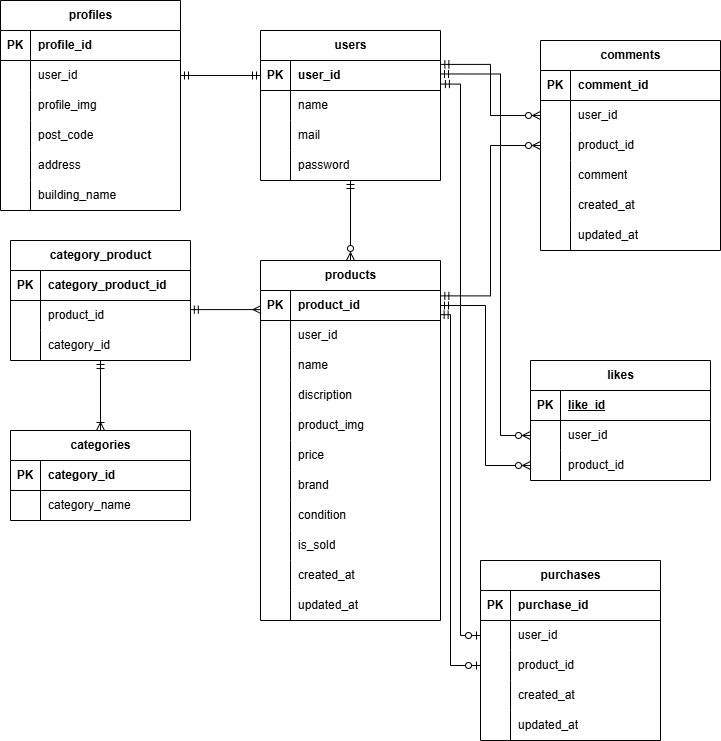 profiles
PK profile_id
user_id
profile_img
post_code
address
building_name
users
PK user_id
name
mail
password
comments
PK comment_id
user_id
product_id
comment
created_at
updated_at
category_product
PK category_product_id
product_id
category_id
products
PK product_id
user_id
name
discription
product_img
price
brand
condition
is_sold
created_at
updated_at
categories
PK category_id
category_name
likes
PK like_id
user_id
product_id
purchases
PK purchase_id
user_id
product_id
created_at
updated_at